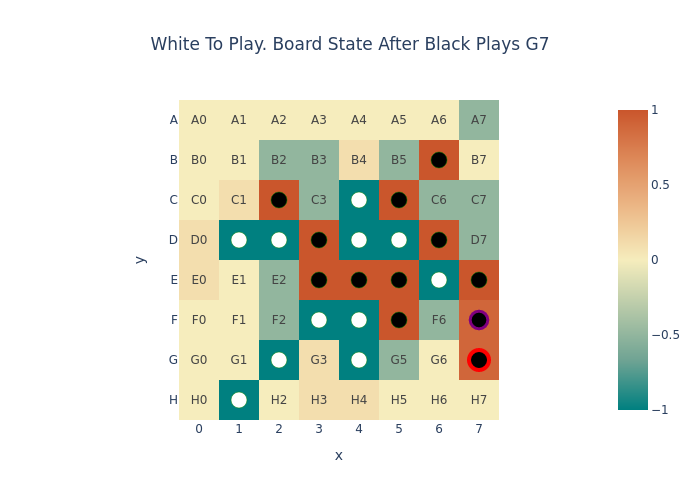 White To Play. Board State After Black Plays G7
A A0 A1 A2 A3 A4 A5 A6 A7
B B0 B1 B2 B3 B4 B5 B7
C C0 C1 C3 C6 C7
D D0 D7
E E0 E1 E2
F F0 F1 F2 F6
G G0 G1 G3 G5 G6
H H0 H2 H3 H4 H5 H6 H7
0 1 2 3 4 5 6 7
x
y
1
0.5
0
−0.5
−1